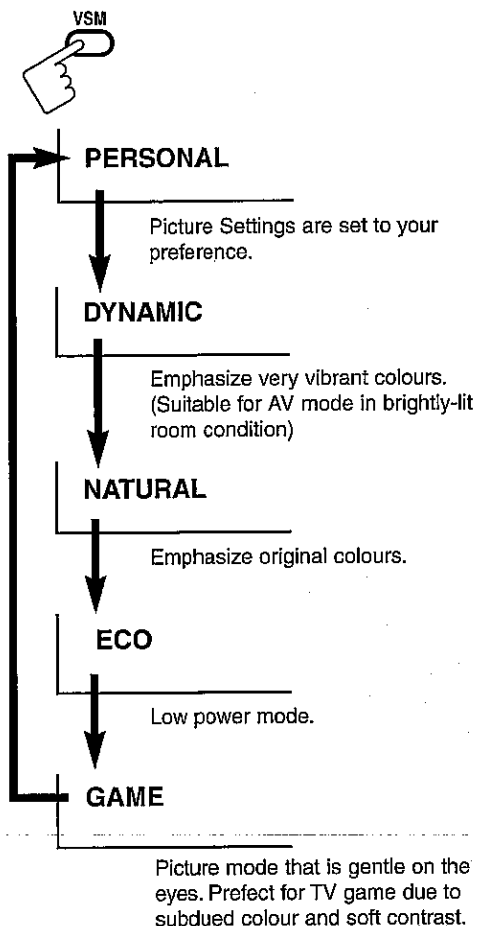 VSM
PERSONAL
Picture Settings are set to your
preference.
DYNAMIC
Emphasize very vibrant colours.
(Suitable for AV mode in brightly-lit
room condition)
NATURAL
Emphasize original colours.
ECO
Low power mode.
GAME
Picture mode that is gentle on the
eyes. Prefect for TV game due to
subdued colour and soft contrast.